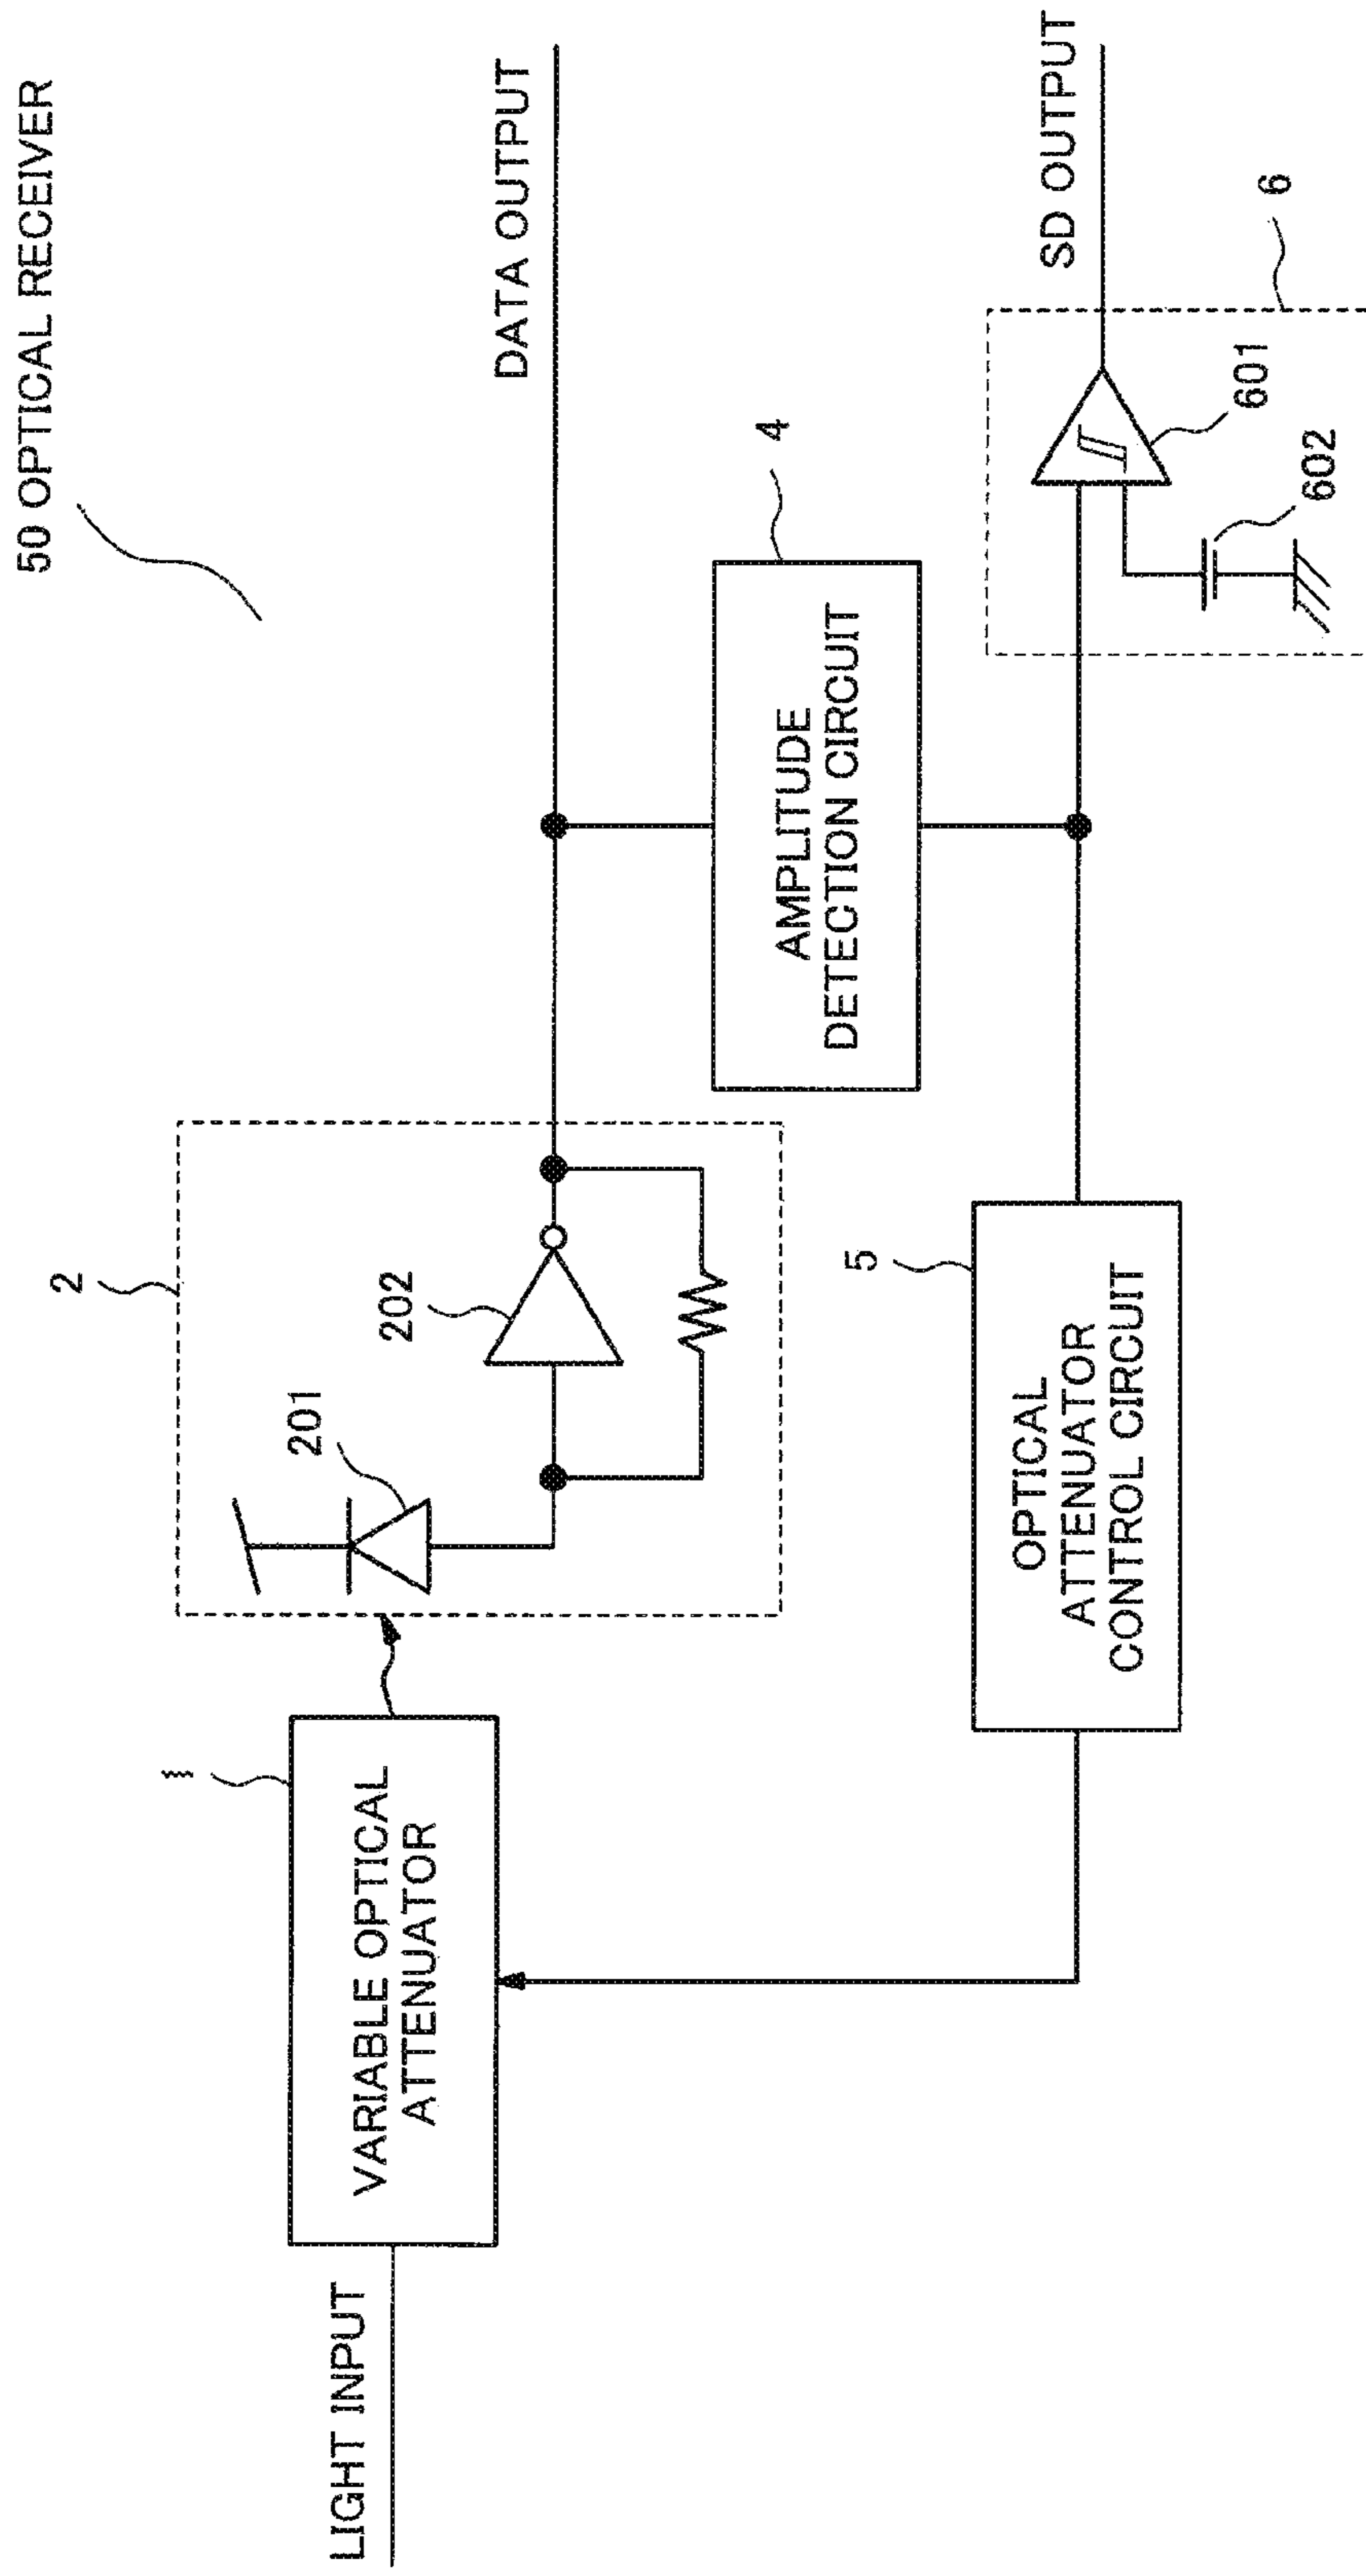 50 OPTICAL RECEIVER
LIGHT INPUT
1
VARIABLE OPTICAL
ATTENUATOR
2
201
202
DATA OUTPUT
4
AMPLITUDE
DETECTION CIRCUIT
5
OPTICAL
ATTENUATOR
CONTROL CIRCUIT
SD OUTPUT
6
601
602